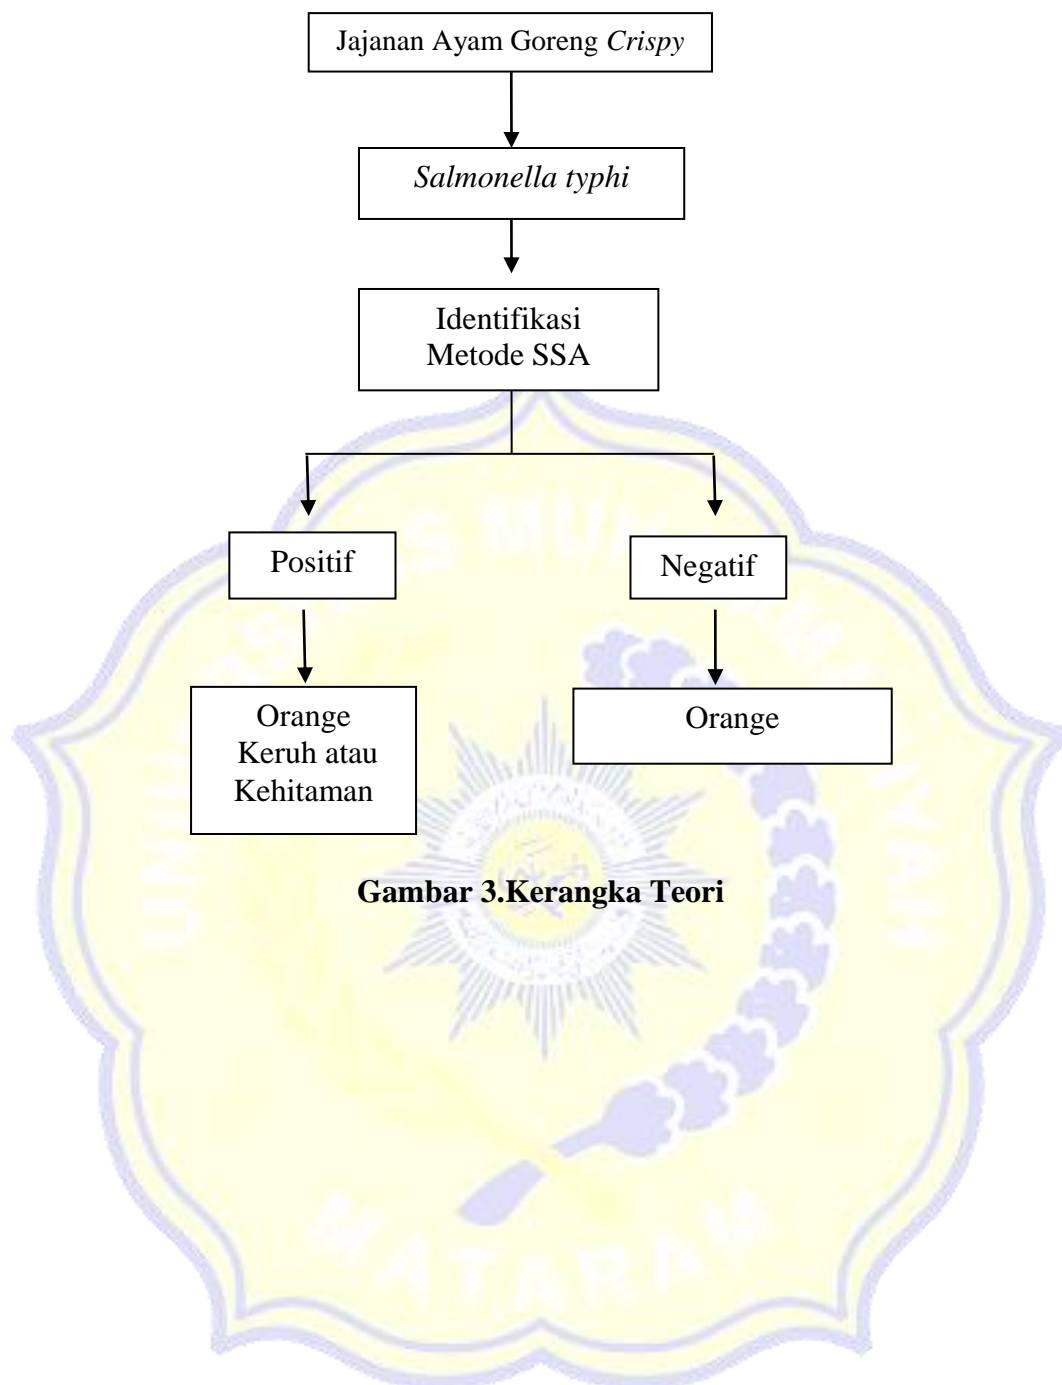 Jajanan Ayam Goreng Crispy
Salmonella typhi
Identifikasi
Metode SSA
Positif
Negatif
Orange
Keruh atau
Kehitaman
Orange
Gambar 3.Kerangka Teori
MATARAM